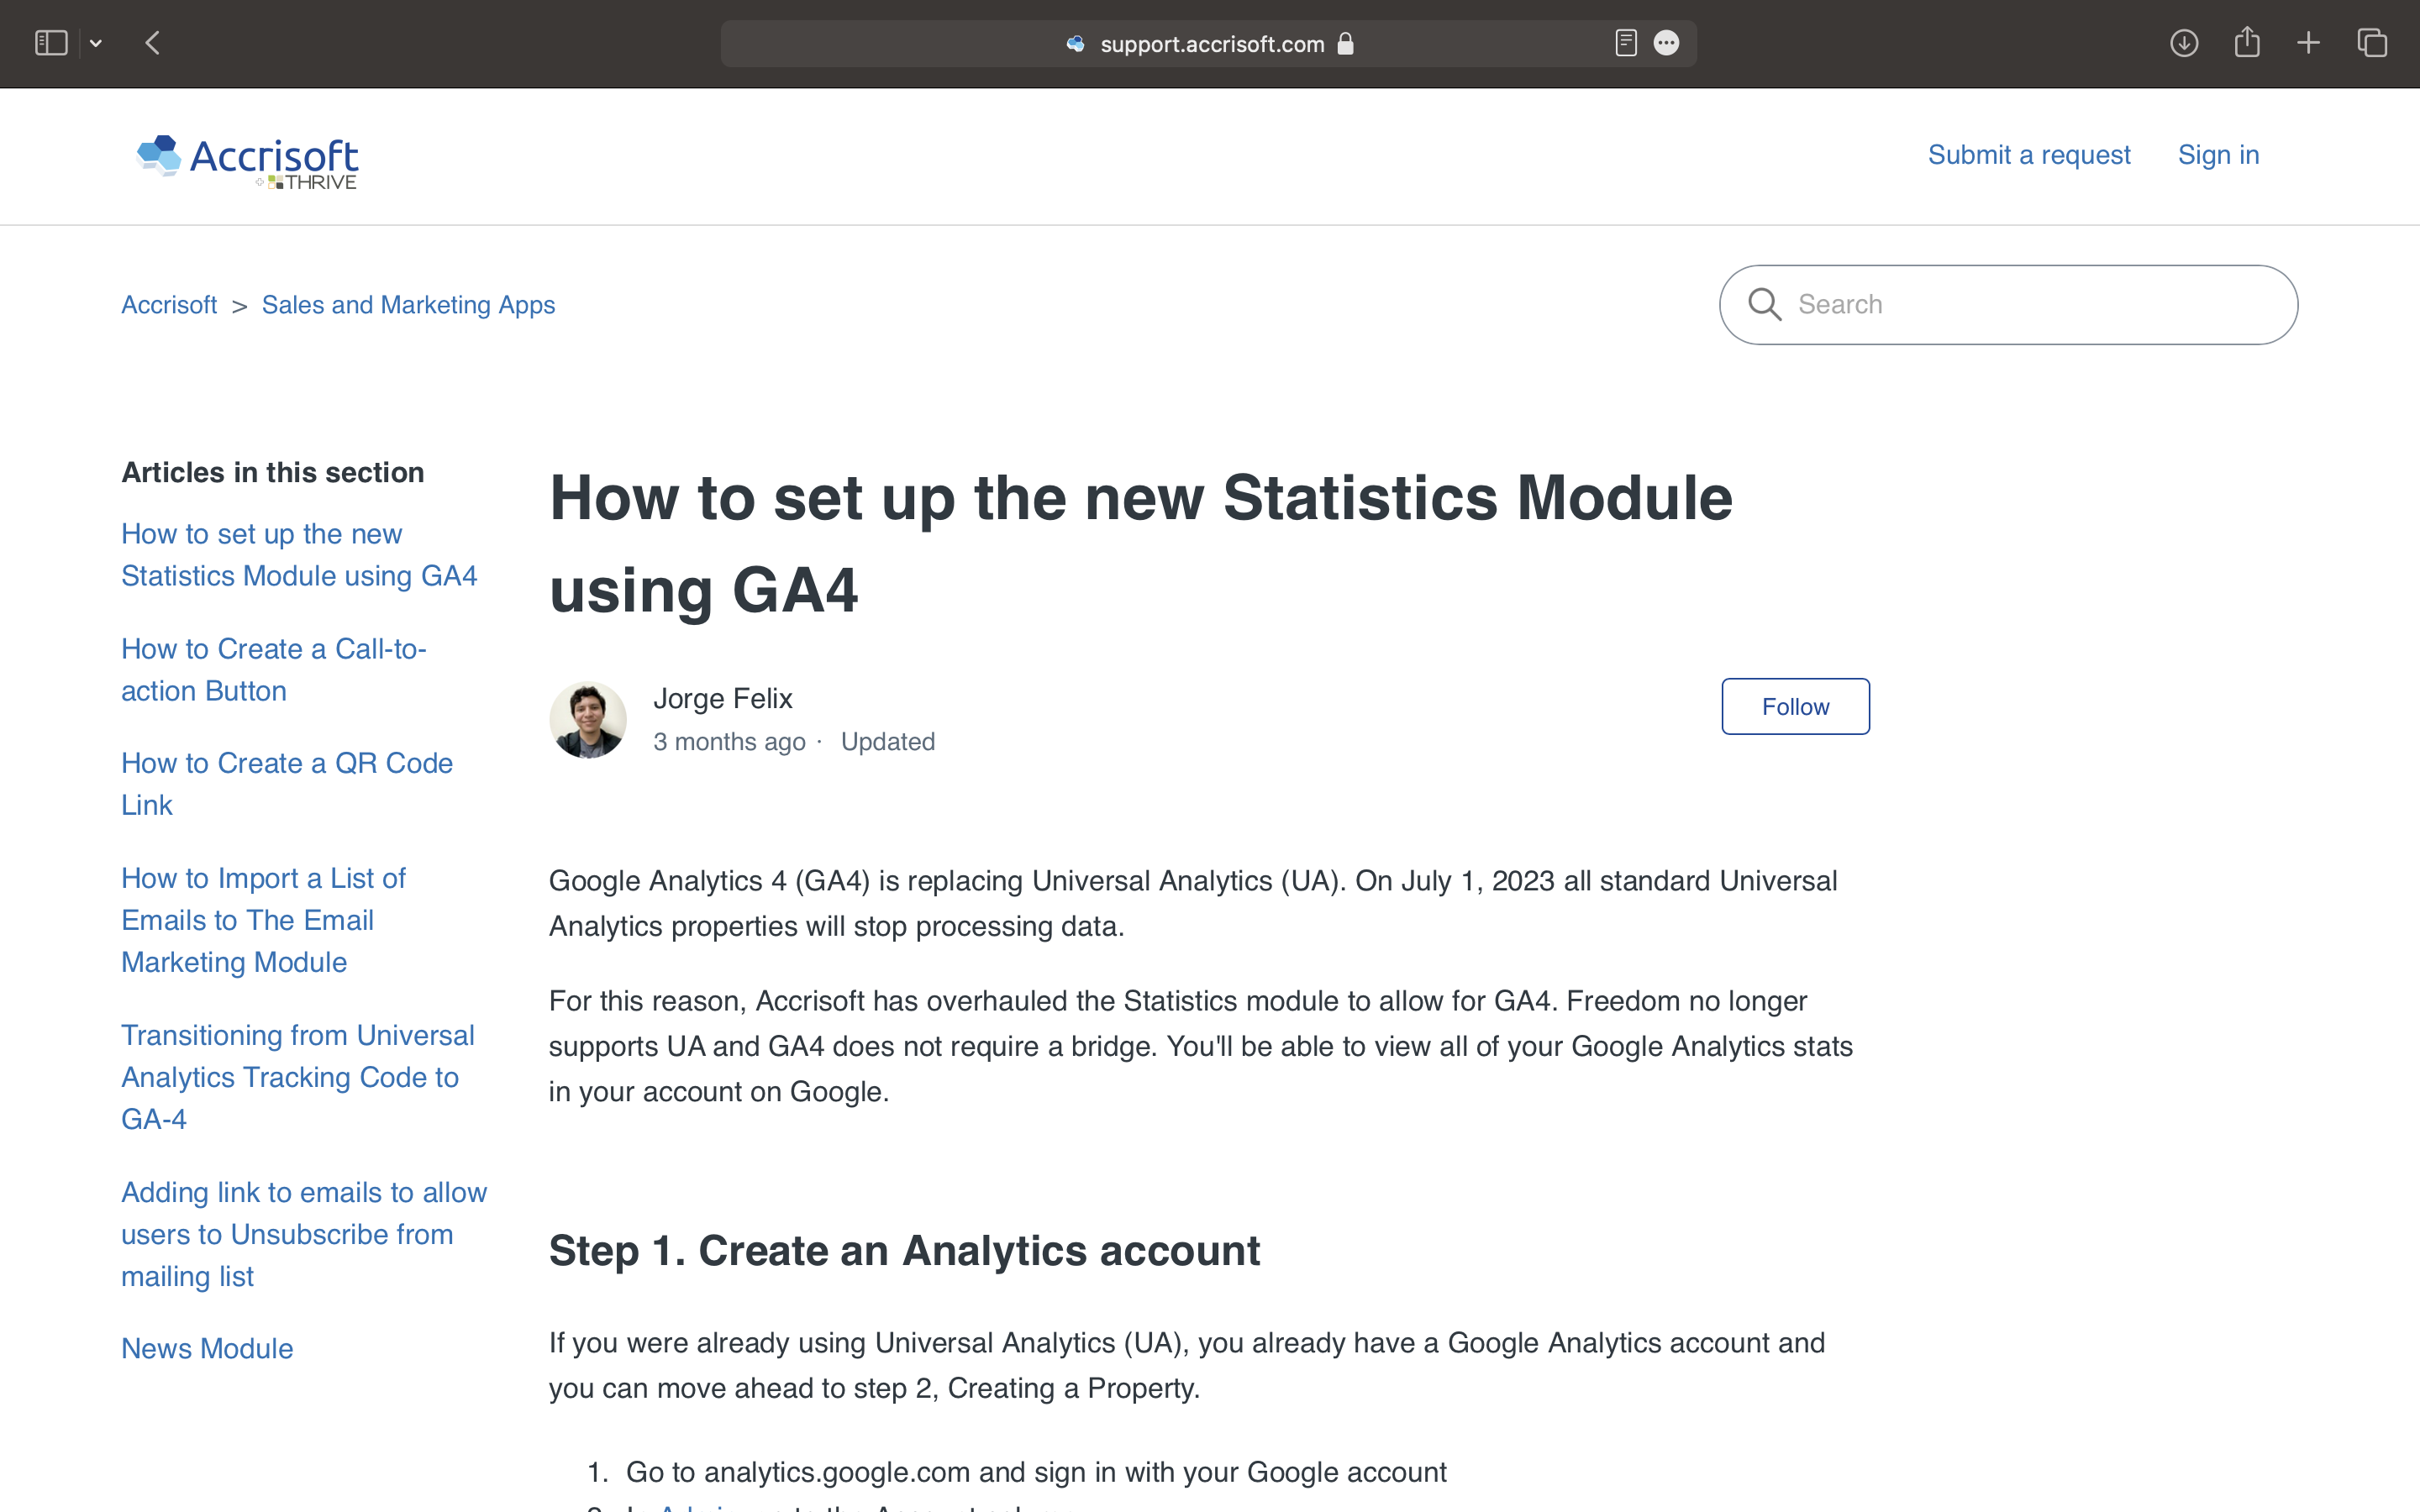 support.accrisoft.com
Accrisoft
THRIVE
Submit a request
Sign in
Accrisoft > Sales and Marketing Apps
Search
Articles in this section
How to set up the new
Statistics Module using GA4
How to Create a Call-to-
action Button
How to Create a QR Code
Link
How to Import a List of
Emails to The Email
Marketing Module
Transitioning from Universal
Analytics Tracking Code to
GA-4
Adding link to emails to allow
users to Unsubscribe from
mailing list
News Module
How to set up the new Statistics Module
using GA4
Jorge Felix
3 months ago · Updated
Follow
Google Analytics 4 (GA4) is replacing Universal Analytics (UA). On July 1, 2023 all standard Universal
Analytics properties will stop processing data.
For this reason, Accrisoft has overhauled the Statistics module to allow for GA4. Freedom no longer
supports UA and GA4 does not require a bridge. You'll be able to view all of your Google Analytics stats
in your account on Google.
Step 1. Create an Analytics account
If you were already using Universal Analytics (UA), you already have a Google Analytics account and
you can move ahead to step 2, Creating a Property.
1. Go to analytics.google.com and sign in with your Google account